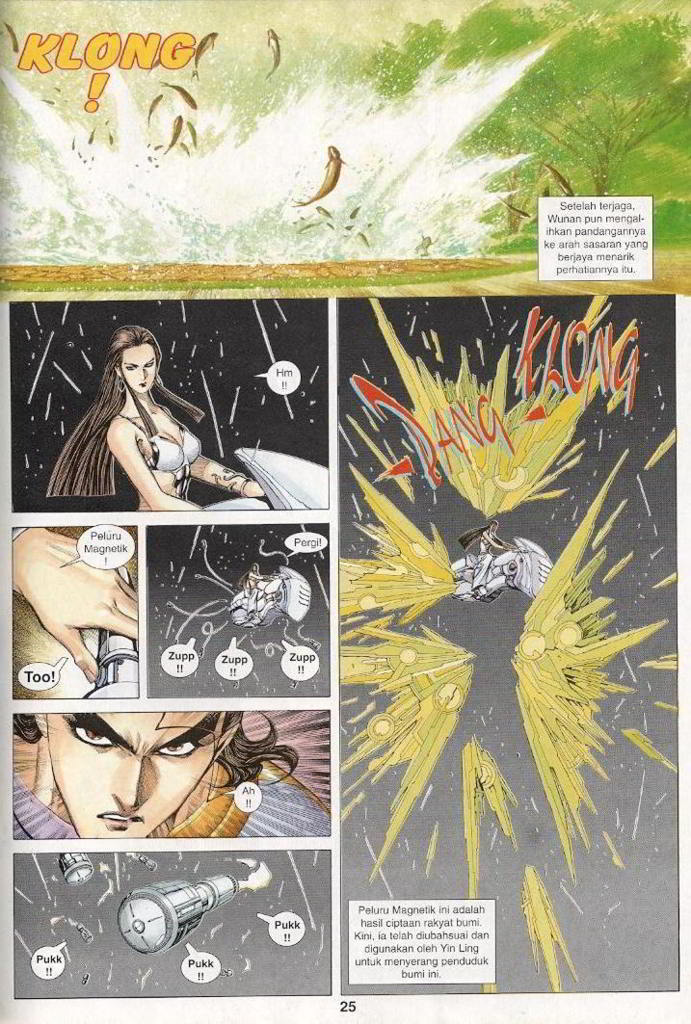 KLONG
!
Setelah terjaga,
Wunan pun mengal-
ihkan pandangannya
ke arah sasaran yang
berjaya menarik
perhatiannya itu.
Hm
!!
Peluru
Magnetik
!
Too!
Pergi!
Zupp
!!
Zupp
!!
Zupp
!!
Ah
!!
Pukk
!!
Pukk
!!
Pukk
!!
DANG
KLONG
Peluru Magnetik ini adalah
hasil ciptaan rakyat bumi.
Kini, ia telah diubahsuai dan
digunakan oleh Yin Ling
untuk menyerang penduduk
bumi ini.
25